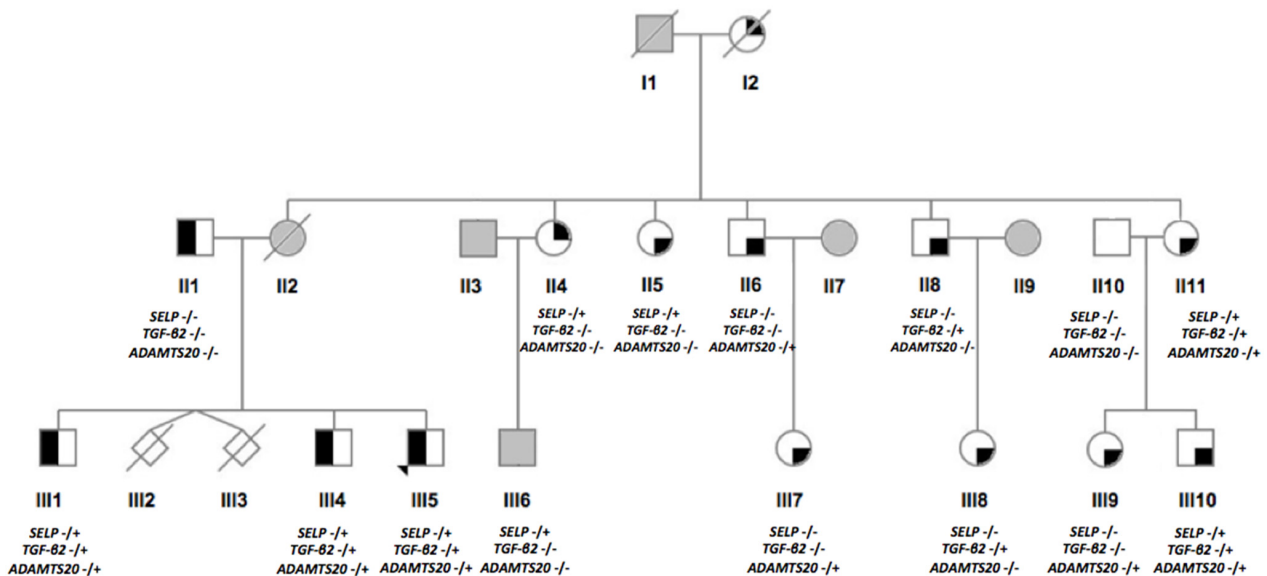 I1 I2
II1 II2 II3 II4 II5 II6 II7 II8 II9 II10 II11
SELP -/- SELP -/+ SELP -/+ SELP -/- SELP -/- SELP -/- SELP -/+
TGF-β2 -/- TGF-β2 -/- TGF-β2 -/- TGF-β2 -/- TGF-β2 -/+ TGF-β2 -/- TGF-β2 -/+
ADAMTS20 -/- ADAMTS20 -/- ADAMTS20 -/- ADAMTS20 -/+ ADAMTS20 -/- ADAMTS20 -/- ADAMTS20 -/+
III1 III2 III3 III4 III5 III6 III7 III8 III9 III10
SELP -/+ SELP -/+ SELP -/+ SELP -/+ SELP -/- SELP -/- SELP -/- SELP -/+
TGF-β2 -/+ TGF-β2 -/+ TGF-β2 -/+ TGF-β2 -/- TGF-β2 -/- TGF-β2 -/+ TGF-β2 -/- TGF-β2 -/+
ADAMTS20 -/+ ADAMTS20 -/+ ADAMTS20 -/+ ADAMTS20 -/- ADAMTS20 -/+ ADAMTS20 -/- ADAMTS20 -/+ ADAMTS20 -/+